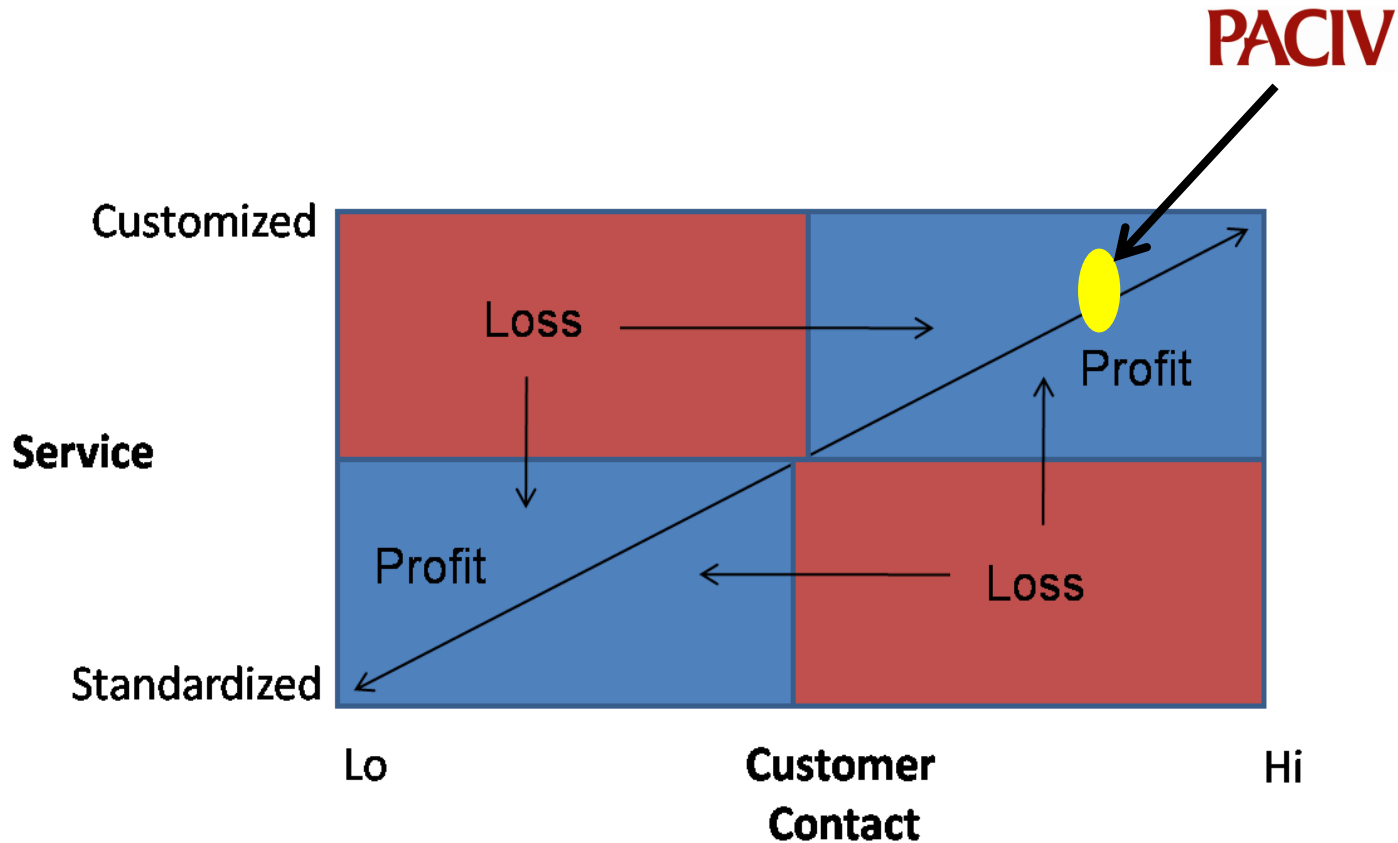 PACIV
Customized
Loss
Profit
Service
Profit
Loss
Standardized
Lo
Customer
Contact
Hi